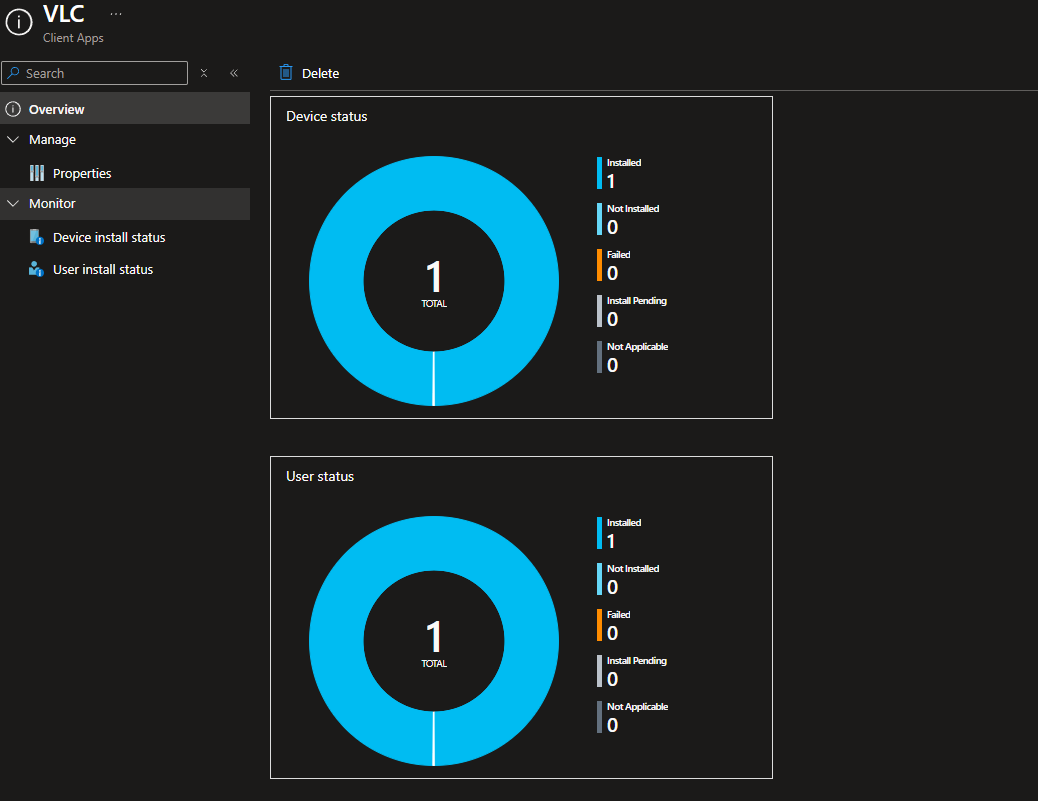 VLC
...
Client Apps
Search
Delete
Overview
Manage
Properties
Monitor
Device install status
User install status
Device status
1
TOTAL
Installed
1
Not Installed
0
Failed
0
Install Pending
0
Not Applicable
0
User status
1
TOTAL
Installed
1
Not Installed
0
Failed
0
Install Pending
0
Not Applicable
0